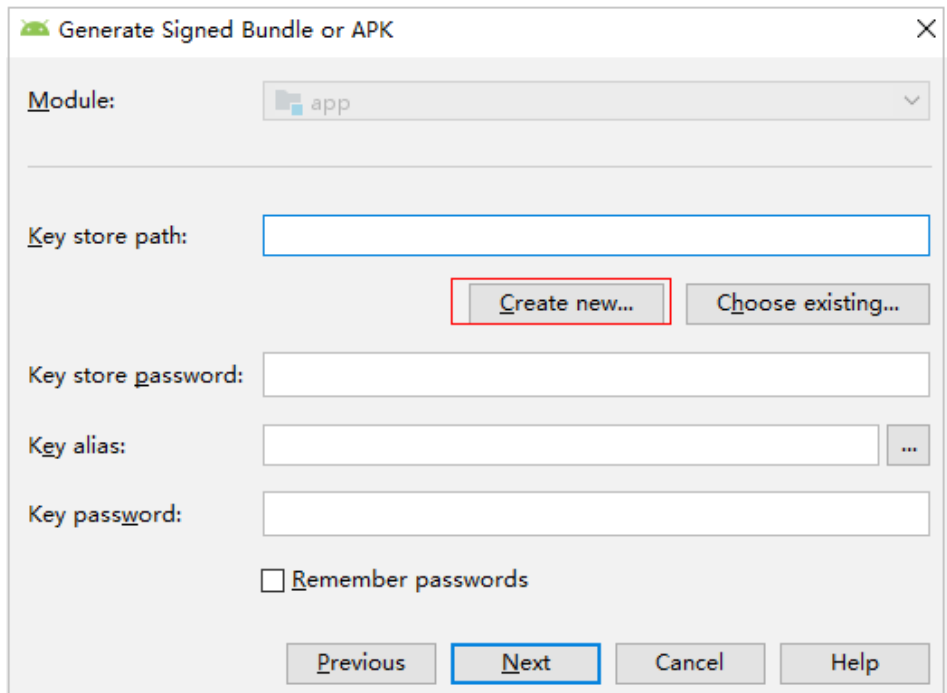 Generate Signed Bundle or APK
Module: app
Key store path:
Create new... Choose existing...
Key store password:
Key alias: ...
Key password:
Remember passwords
Previous Next Cancel Help